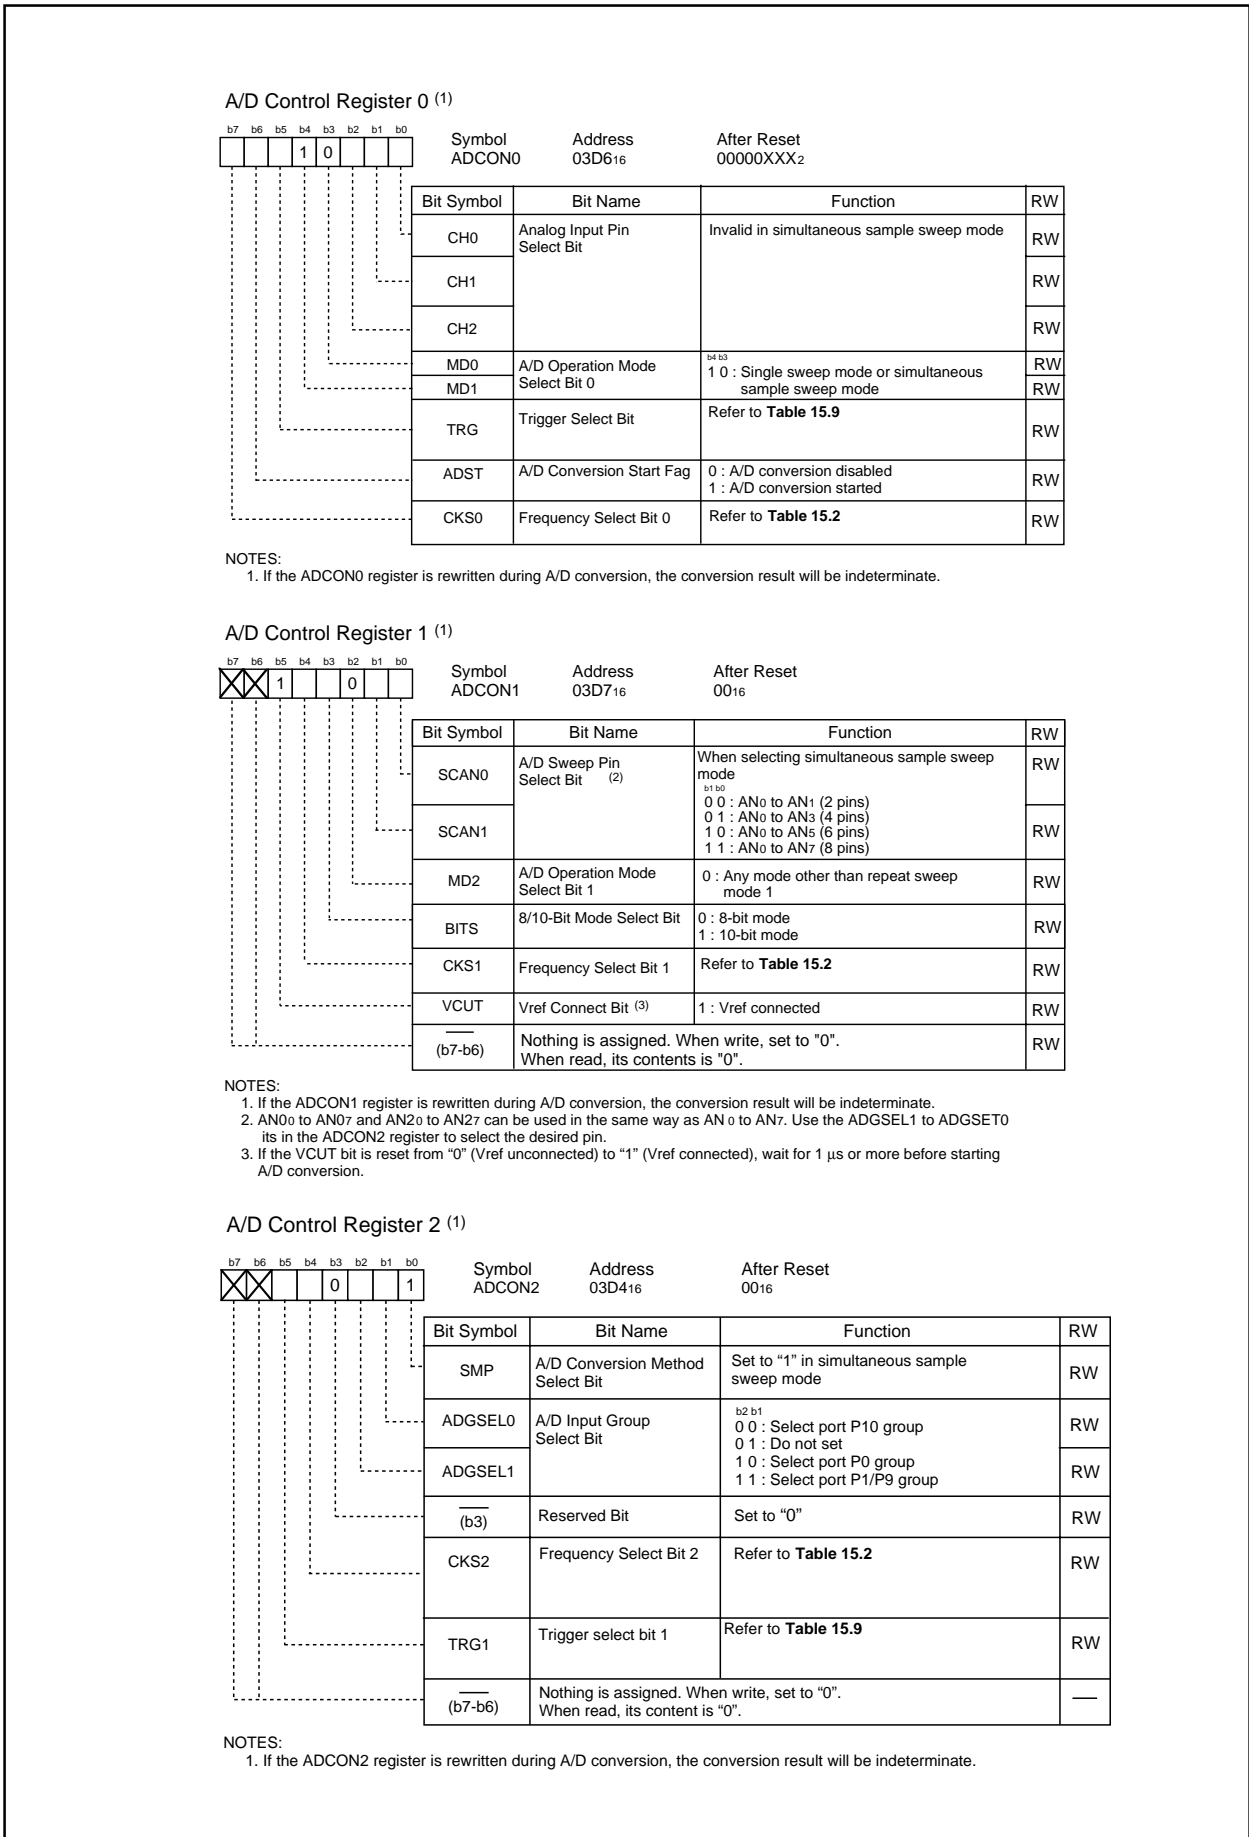 A/D Control Register 0 (1)
b7 b6 b5 b4 b3 b2 b1 b0
1 0
Symbol Address After Reset
ADCON0 03D616 00000XXX2
Bit Symbol Bit Name Function RW
CH0 Analog Input Pin Select Bit Invalid in simultaneous sample sweep mode RW
CH1 RW
CH2 RW
MD0 A/D Operation Mode Select Bit 0 b4 b3 RW
1 0 : Single sweep mode or simultaneous
MD1 sample sweep mode RW
TRG Trigger Select Bit Refer to Table 15.9 RW
ADST A/D Conversion Start Fag 0 : A/D conversion disabled RW
1 : A/D conversion started
CKS0 Frequency Select Bit 0 Refer to Table 15.2 RW
NOTES:
1. If the ADCON0 register is rewritten during A/D conversion, the conversion result will be indeterminate.
A/D Control Register 1 (1)
b7 b6 b5 b4 b3 b2 b1 b0
1 0
Symbol Address After Reset
ADCON1 03D716 0016
Bit Symbol Bit Name Function RW
SCAN0 A/D Sweep Pin Select Bit (2) When selecting simultaneous sample sweep mode RW
b1 b0
0 0 : AN0 to AN1 (2 pins)
0 1 : AN0 to AN3 (4 pins)
SCAN1 1 0 : AN0 to AN5 (6 pins) RW
1 1 : AN0 to AN7 (8 pins)
MD2 A/D Operation Mode Select Bit 1 0 : Any mode other than repeat sweep mode 1 RW
BITS 8/10-Bit Mode Select Bit 0 : 8-bit mode RW
1 : 10-bit mode
CKS1 Frequency Select Bit 1 Refer to Table 15.2 RW
VCUT Vref Connect Bit (3) 1 : Vref connected RW
(b7-b6) Nothing is assigned. When write, set to "0". RW
When read, its contents is "0".
NOTES:
1. If the ADCON1 register is rewritten during A/D conversion, the conversion result will be indeterminate.
2. AN00 to AN07 and AN20 to AN27 can be used in the same way as AN 0 to AN7. Use the ADGSEL1 to ADGSET0
its in the ADCON2 register to select the desired pin.
3. If the VCUT bit is reset from “0” (Vref unconnected) to “1” (Vref connected), wait for 1 µs or more before starting
A/D conversion.
A/D Control Register 2 (1)
b7 b6 b5 b4 b3 b2 b1 b0
0 1
Symbol Address After Reset
ADCON2 03D416 0016
Bit Symbol Bit Name Function RW
SMP A/D Conversion Method Select Bit Set to “1” in simultaneous sample sweep mode RW
ADGSEL0 A/D Input Group Select Bit b2 b1 RW
0 0 : Select port P10 group
0 1 : Do not set
ADGSEL1 1 0 : Select port P0 group RW
1 1 : Select port P1/P9 group
(b3) Reserved Bit Set to “0” RW
CKS2 Frequency Select Bit 2 Refer to Table 15.2 RW
TRG1 Trigger select bit 1 Refer to Table 15.9 RW
(b7-b6) Nothing is assigned. When write, set to “0”. —
When read, its content is “0”.
NOTES:
1. If the ADCON2 register is rewritten during A/D conversion, the conversion result will be indeterminate.